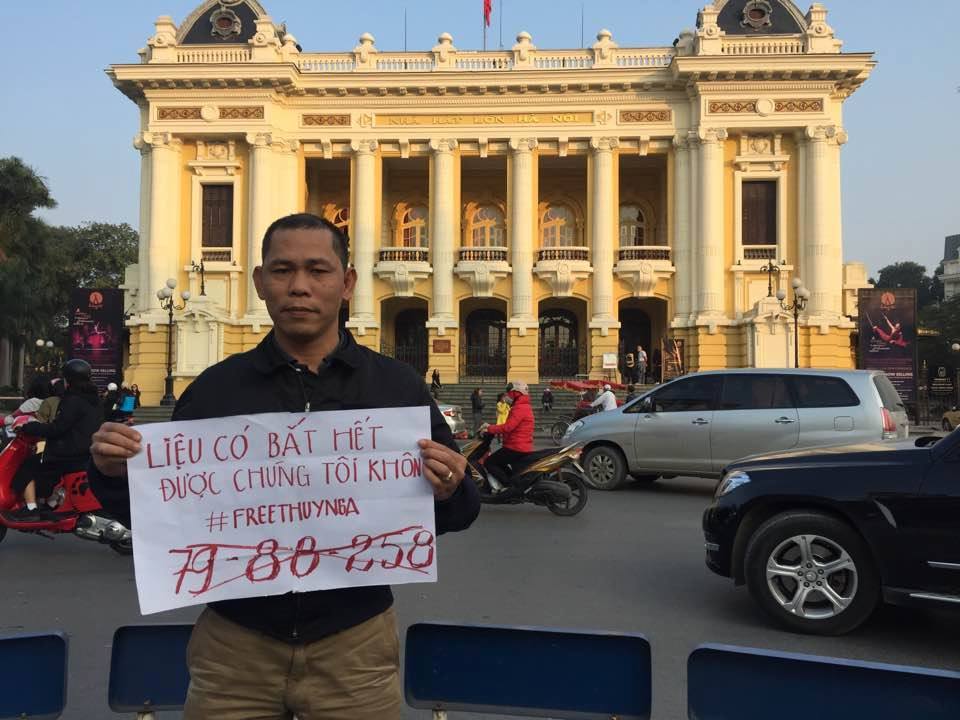 NHÀ HÁT LỚN HÀ NỘI
LIỆU CÓ BẮT HẾT
ĐƯỢC CHÚNG TÔI KHÔN
#FREETHUYNGA
79-88-258